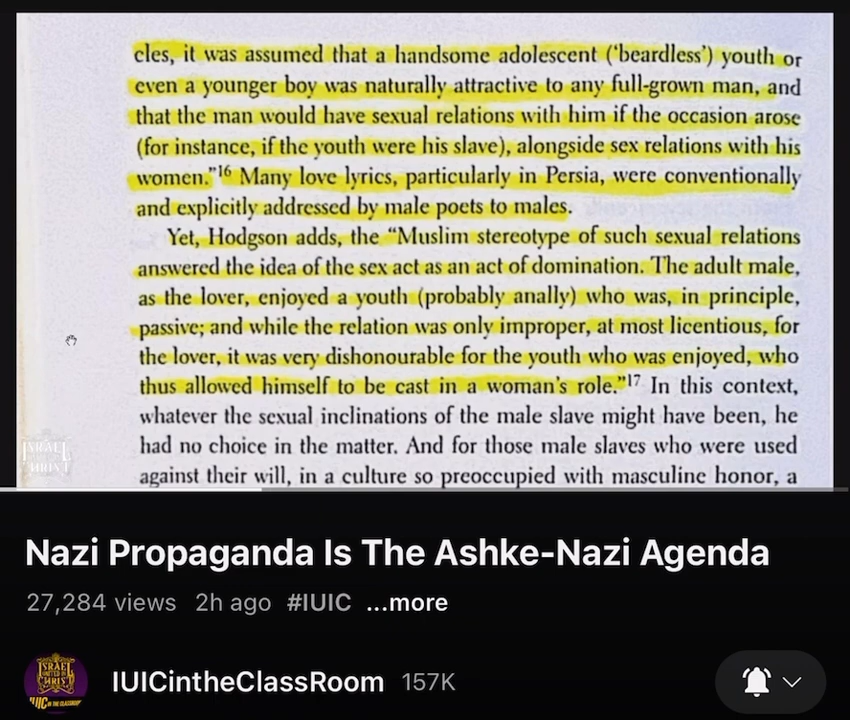 cles, it was assumed that a handsome adolescent (‘beardless’) youth or
even a younger boy was naturally attractive to any full-grown man, and
that the man would have sexual relations with him if the occasion arose
(for instance, if the youth were his slave), alongside sex relations with his
women.”16 Many love lyrics, particularly in Persia, were conventionally
and explicitly addressed by male poets to males.
Yet, Hodgson adds, the “Muslim stereotype of such sexual relations
answered the idea of the sex act as an act of domination. The adult male,
as the lover, enjoyed a youth (probably anally) who was, in principle,
passive; and while the relation was only improper, at most licentious, for
the lover, it was very dishonourable for the youth who was enjoyed, who
thus allowed himself to be cast in a woman’s role.”17 In this context,
whatever the sexual inclinations of the male slave might have been, he
had no choice in the matter. And for those male slaves who were used
against their will, in a culture so preoccupied with masculine honor, a
ISRAEL
CHRIST
Nazi Propaganda Is The Ashke-Nazi Agenda
27,284 views 2h ago #IUIC ...more
ISRAEL
UNITED IN
CHRIST
IUIC IN THE CLASSROOM
IUICintheClassRoom 157K